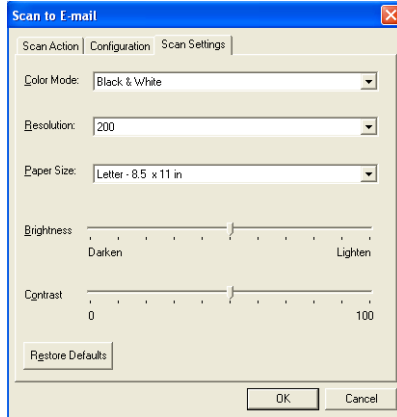 Scan to E-mail
Scan Action Configuration Scan Settings
Color Mode: Black & White
Resolution: 200
Paper Size: Letter - 8.5 x 11 in
Brightness
Darken Lighten
Contrast
0 100
Restore Defaults
OK Cancel